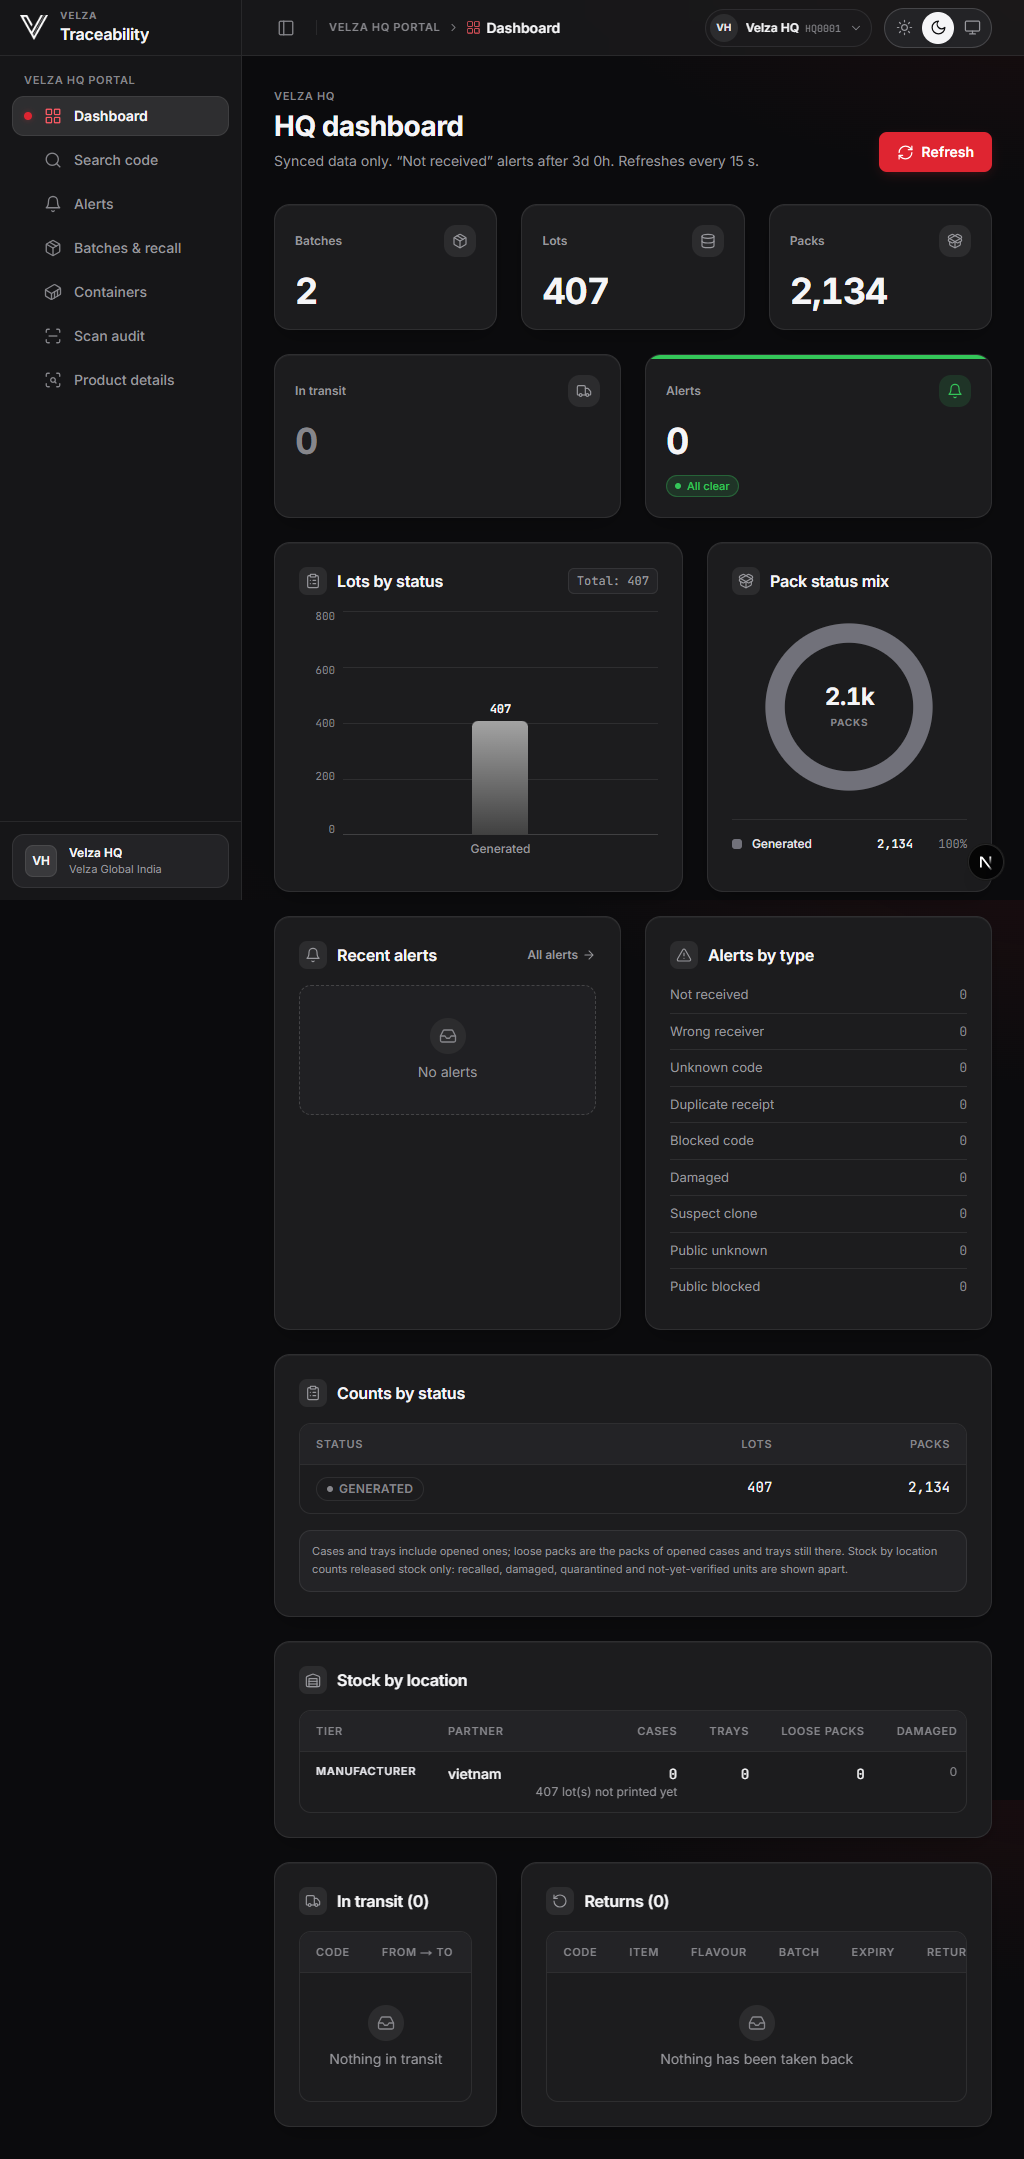 VELZA
Traceability
VELZA HQ PORTAL
Dashboard
Search code
Alerts
Batches & recall
Containers
Scan audit
Product details
VH
Velza HQ
Velza Global India
VELZA HQ PORTAL > Dashboard
VH Velza HQ HQ0001
VELZA HQ
HQ dashboard
Synced data only. “Not received” alerts after 3d 0h. Refreshes every 15 s.
Refresh
Batches
2
Lots
407
Packs
2,134
In transit
0
Alerts
0
All clear
Lots by status
Total: 407
800
600
400
200
0
407
Generated
Pack status mix
2.1k
PACKS
Generated 2,134 100%
N
Recent alerts
All alerts →
No alerts
Alerts by type
Not received 0
Wrong receiver 0
Unknown code 0
Duplicate receipt 0
Blocked code 0
Damaged 0
Suspect clone 0
Public unknown 0
Public blocked 0
Counts by status
STATUS LOTS PACKS
GENERATED 407 2,134
Cases and trays include opened ones; loose packs are the packs of opened cases and trays still there. Stock by location
counts released stock only: recalled, damaged, quarantined and not-yet-verified units are shown apart.
Stock by location
TIER PARTNER CASES TRAYS LOOSE PACKS DAMAGED
MANUFACTURER vietnam 0 0 0 0
407 lot(s) not printed yet
In transit (0)
CODE FROM → TO
Nothing in transit
Returns (0)
CODE ITEM FLAVOUR BATCH EXPIRY RETUR
Nothing has been taken back